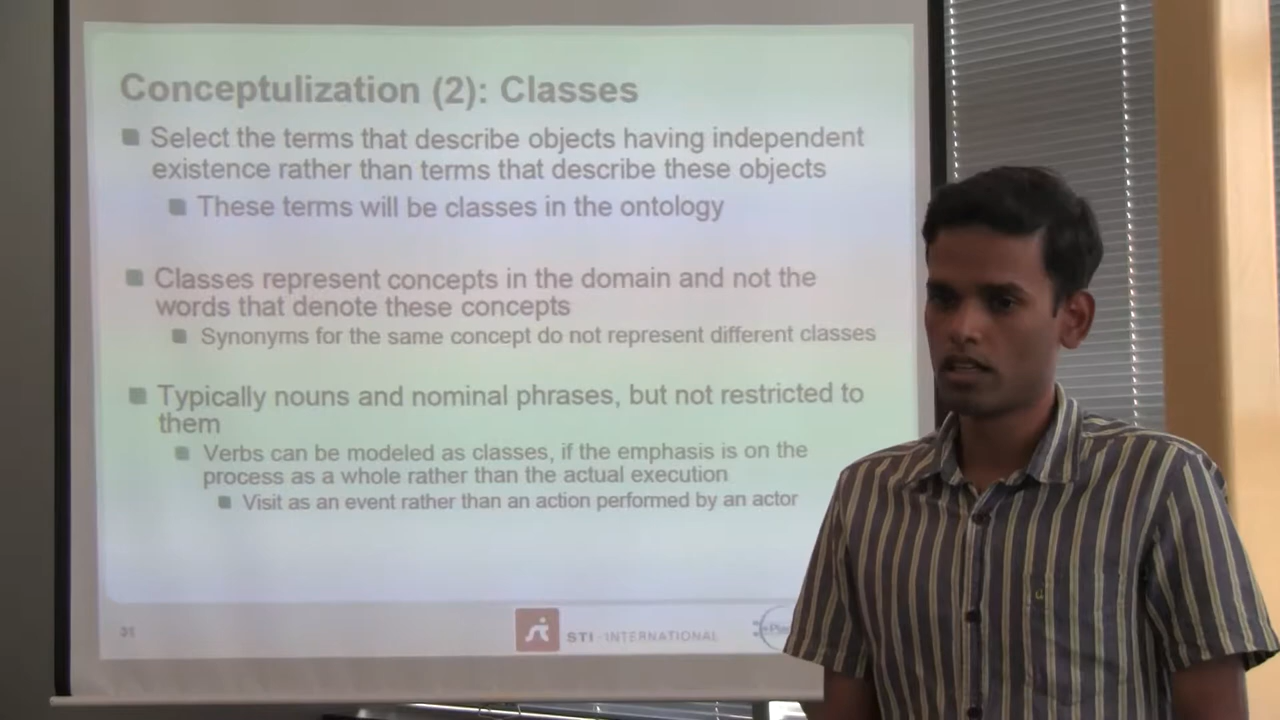 Conceptulization (2): Classes
Select the terms that describe objects having independent
existence rather than terms that describe these objects
These terms will be classes in the ontology
Classes represent concepts in the domain and not the
words that denote these concepts
Synonyms for the same concept do not represent different classes
Typically nouns and nominal phrases, but not restricted to
them
Verbs can be modeled as classes, if the emphasis is on the
process as a whole rather than the actual execution
Visit as an event rather than an action performed by an actor
31
STI · INTERNATIONAL